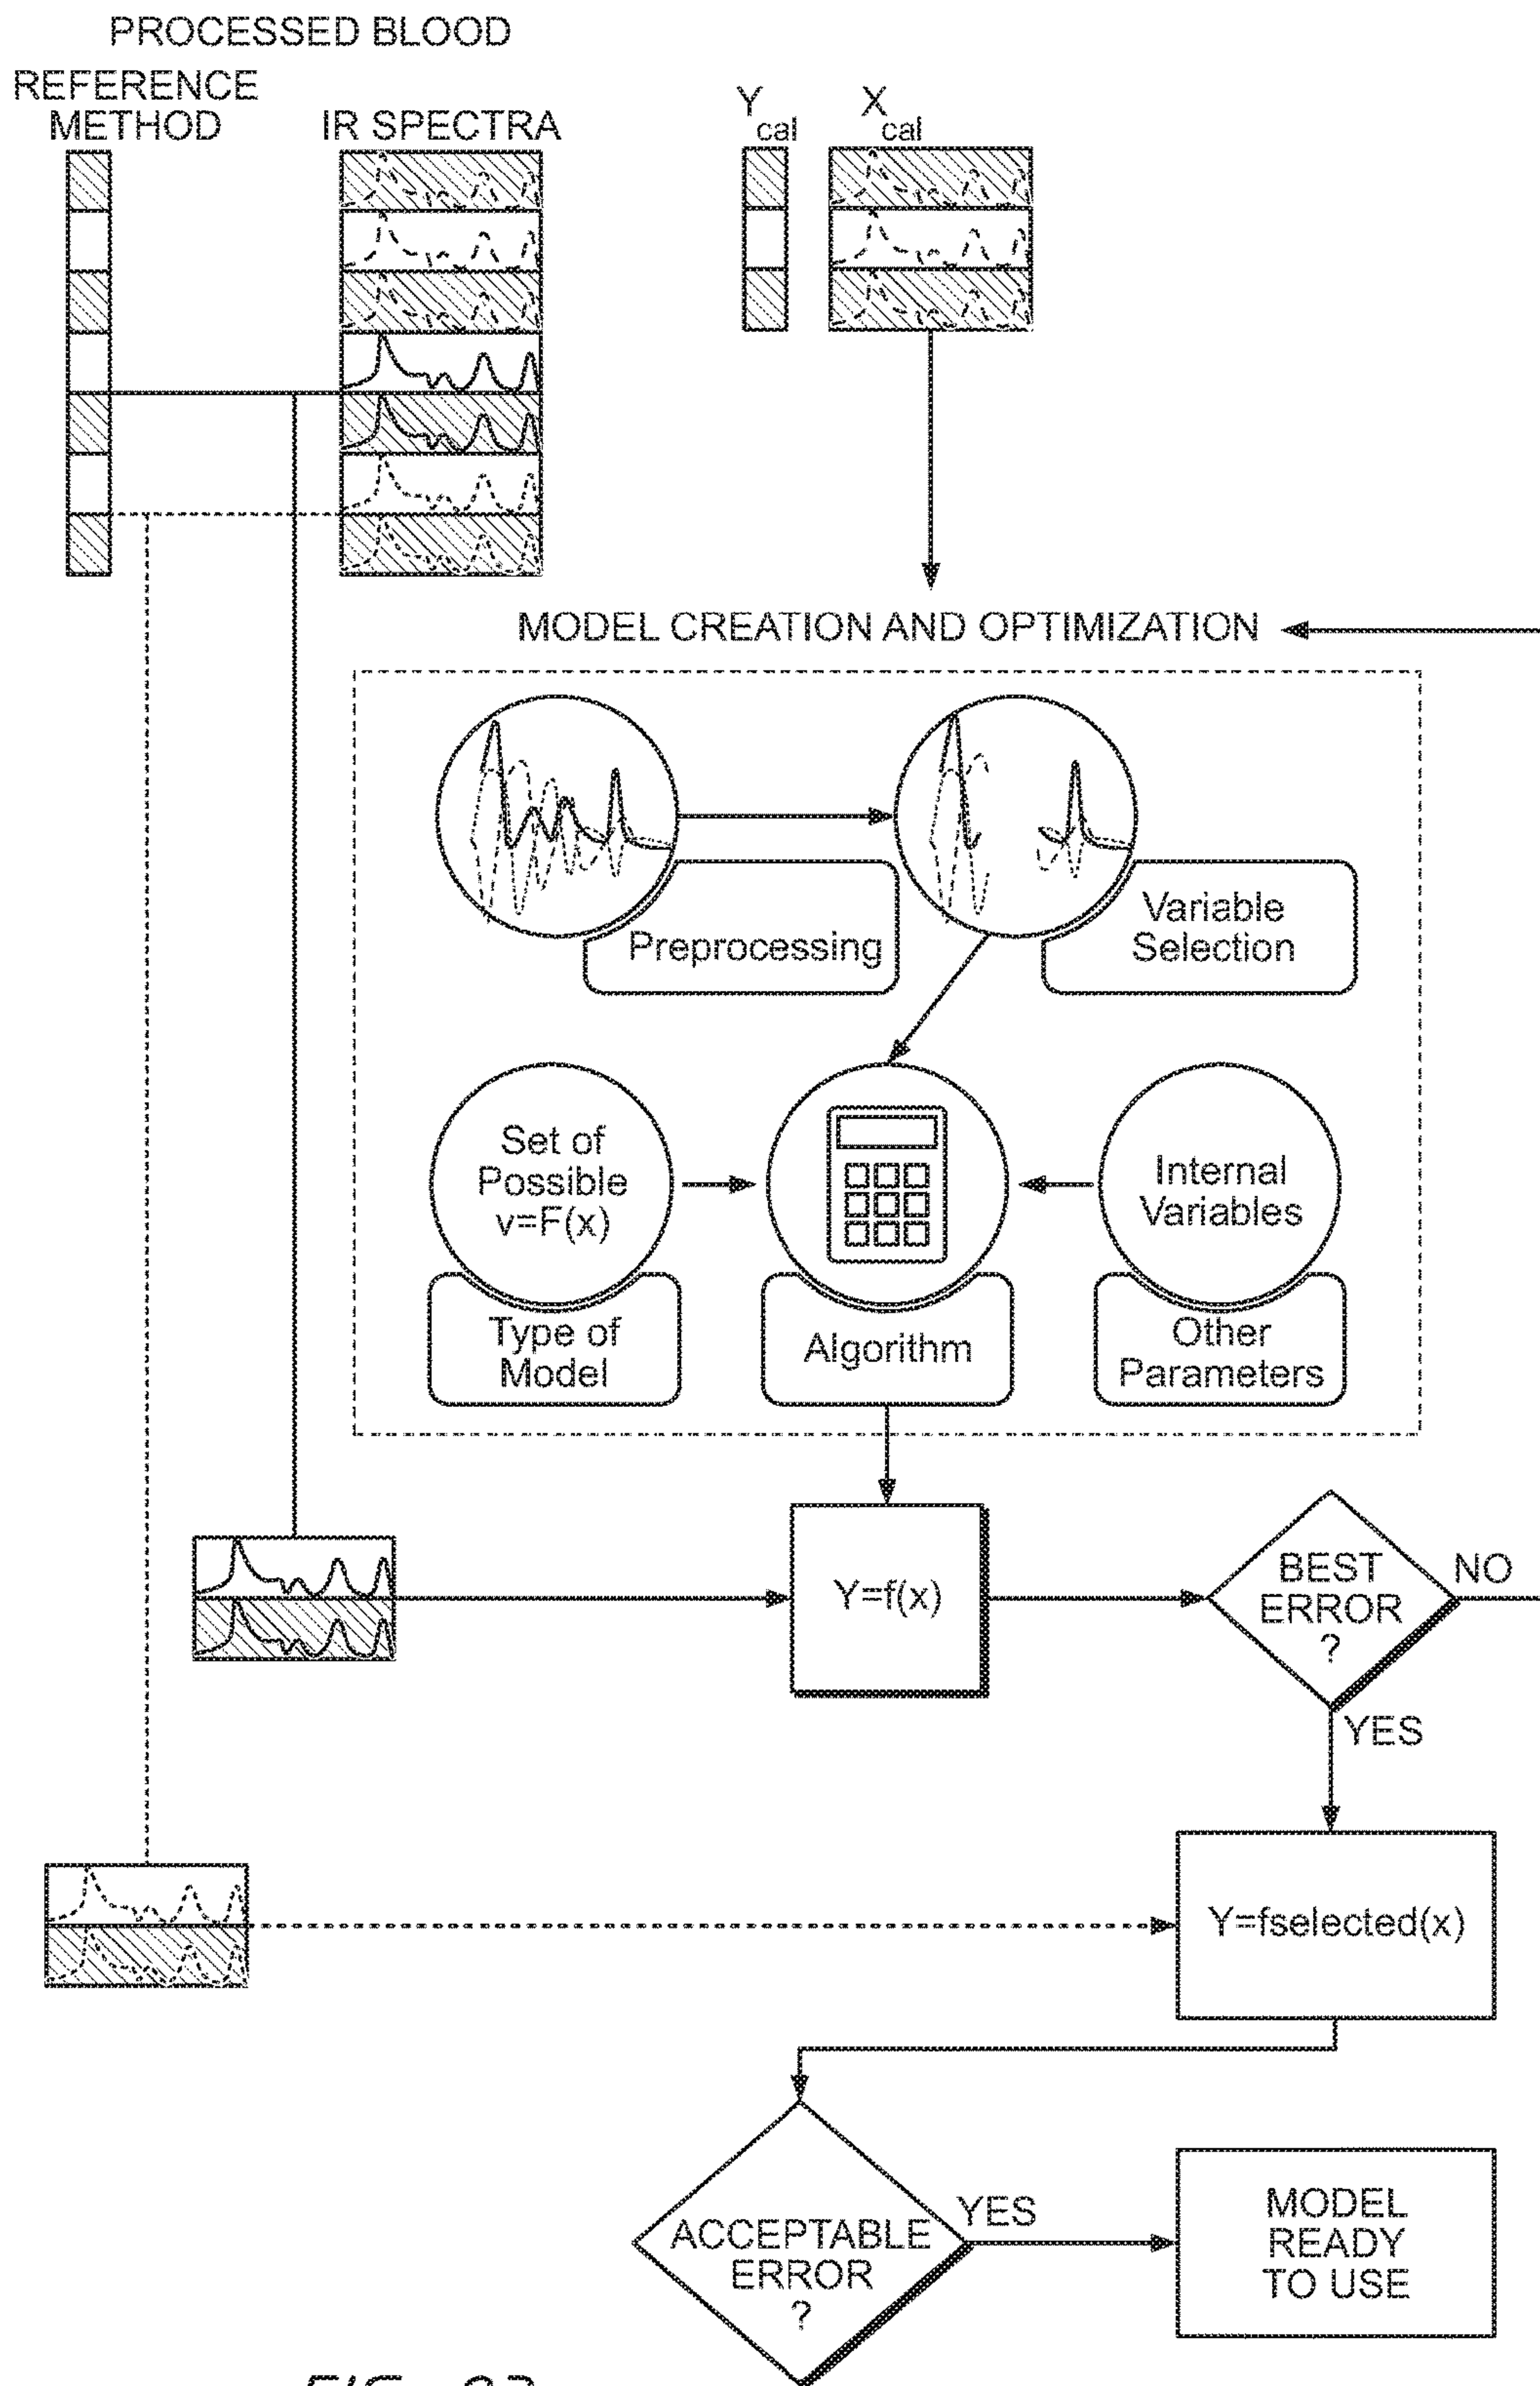 PROCESSED BLOOD
REFERENCE
METHOD
IR SPECTRA
Y
cal
X
cal
MODEL CREATION AND OPTIMIZATION
Preprocessing
Variable
Selection
Set of
Possible
v=F(x)
Internal
Variables
Type of
Model
Algorithm
Other
Parameters
Y=f(x)
BEST
ERROR
?
NO
YES
Y=fselected(x)
ACCEPTABLE
ERROR
?
YES
MODEL
READY
TO USE